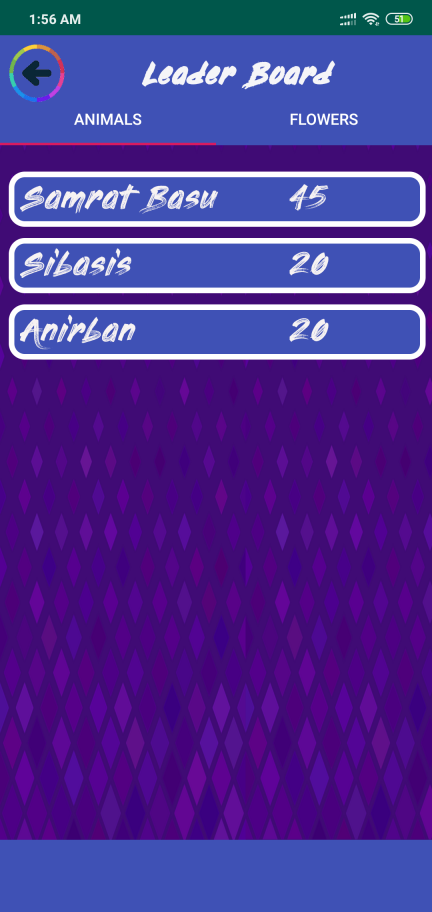 1:56 AM 51
Leader Board
ANIMALS FLOWERS
Samrat Basu 45
Sibasis 20
Anirban 20